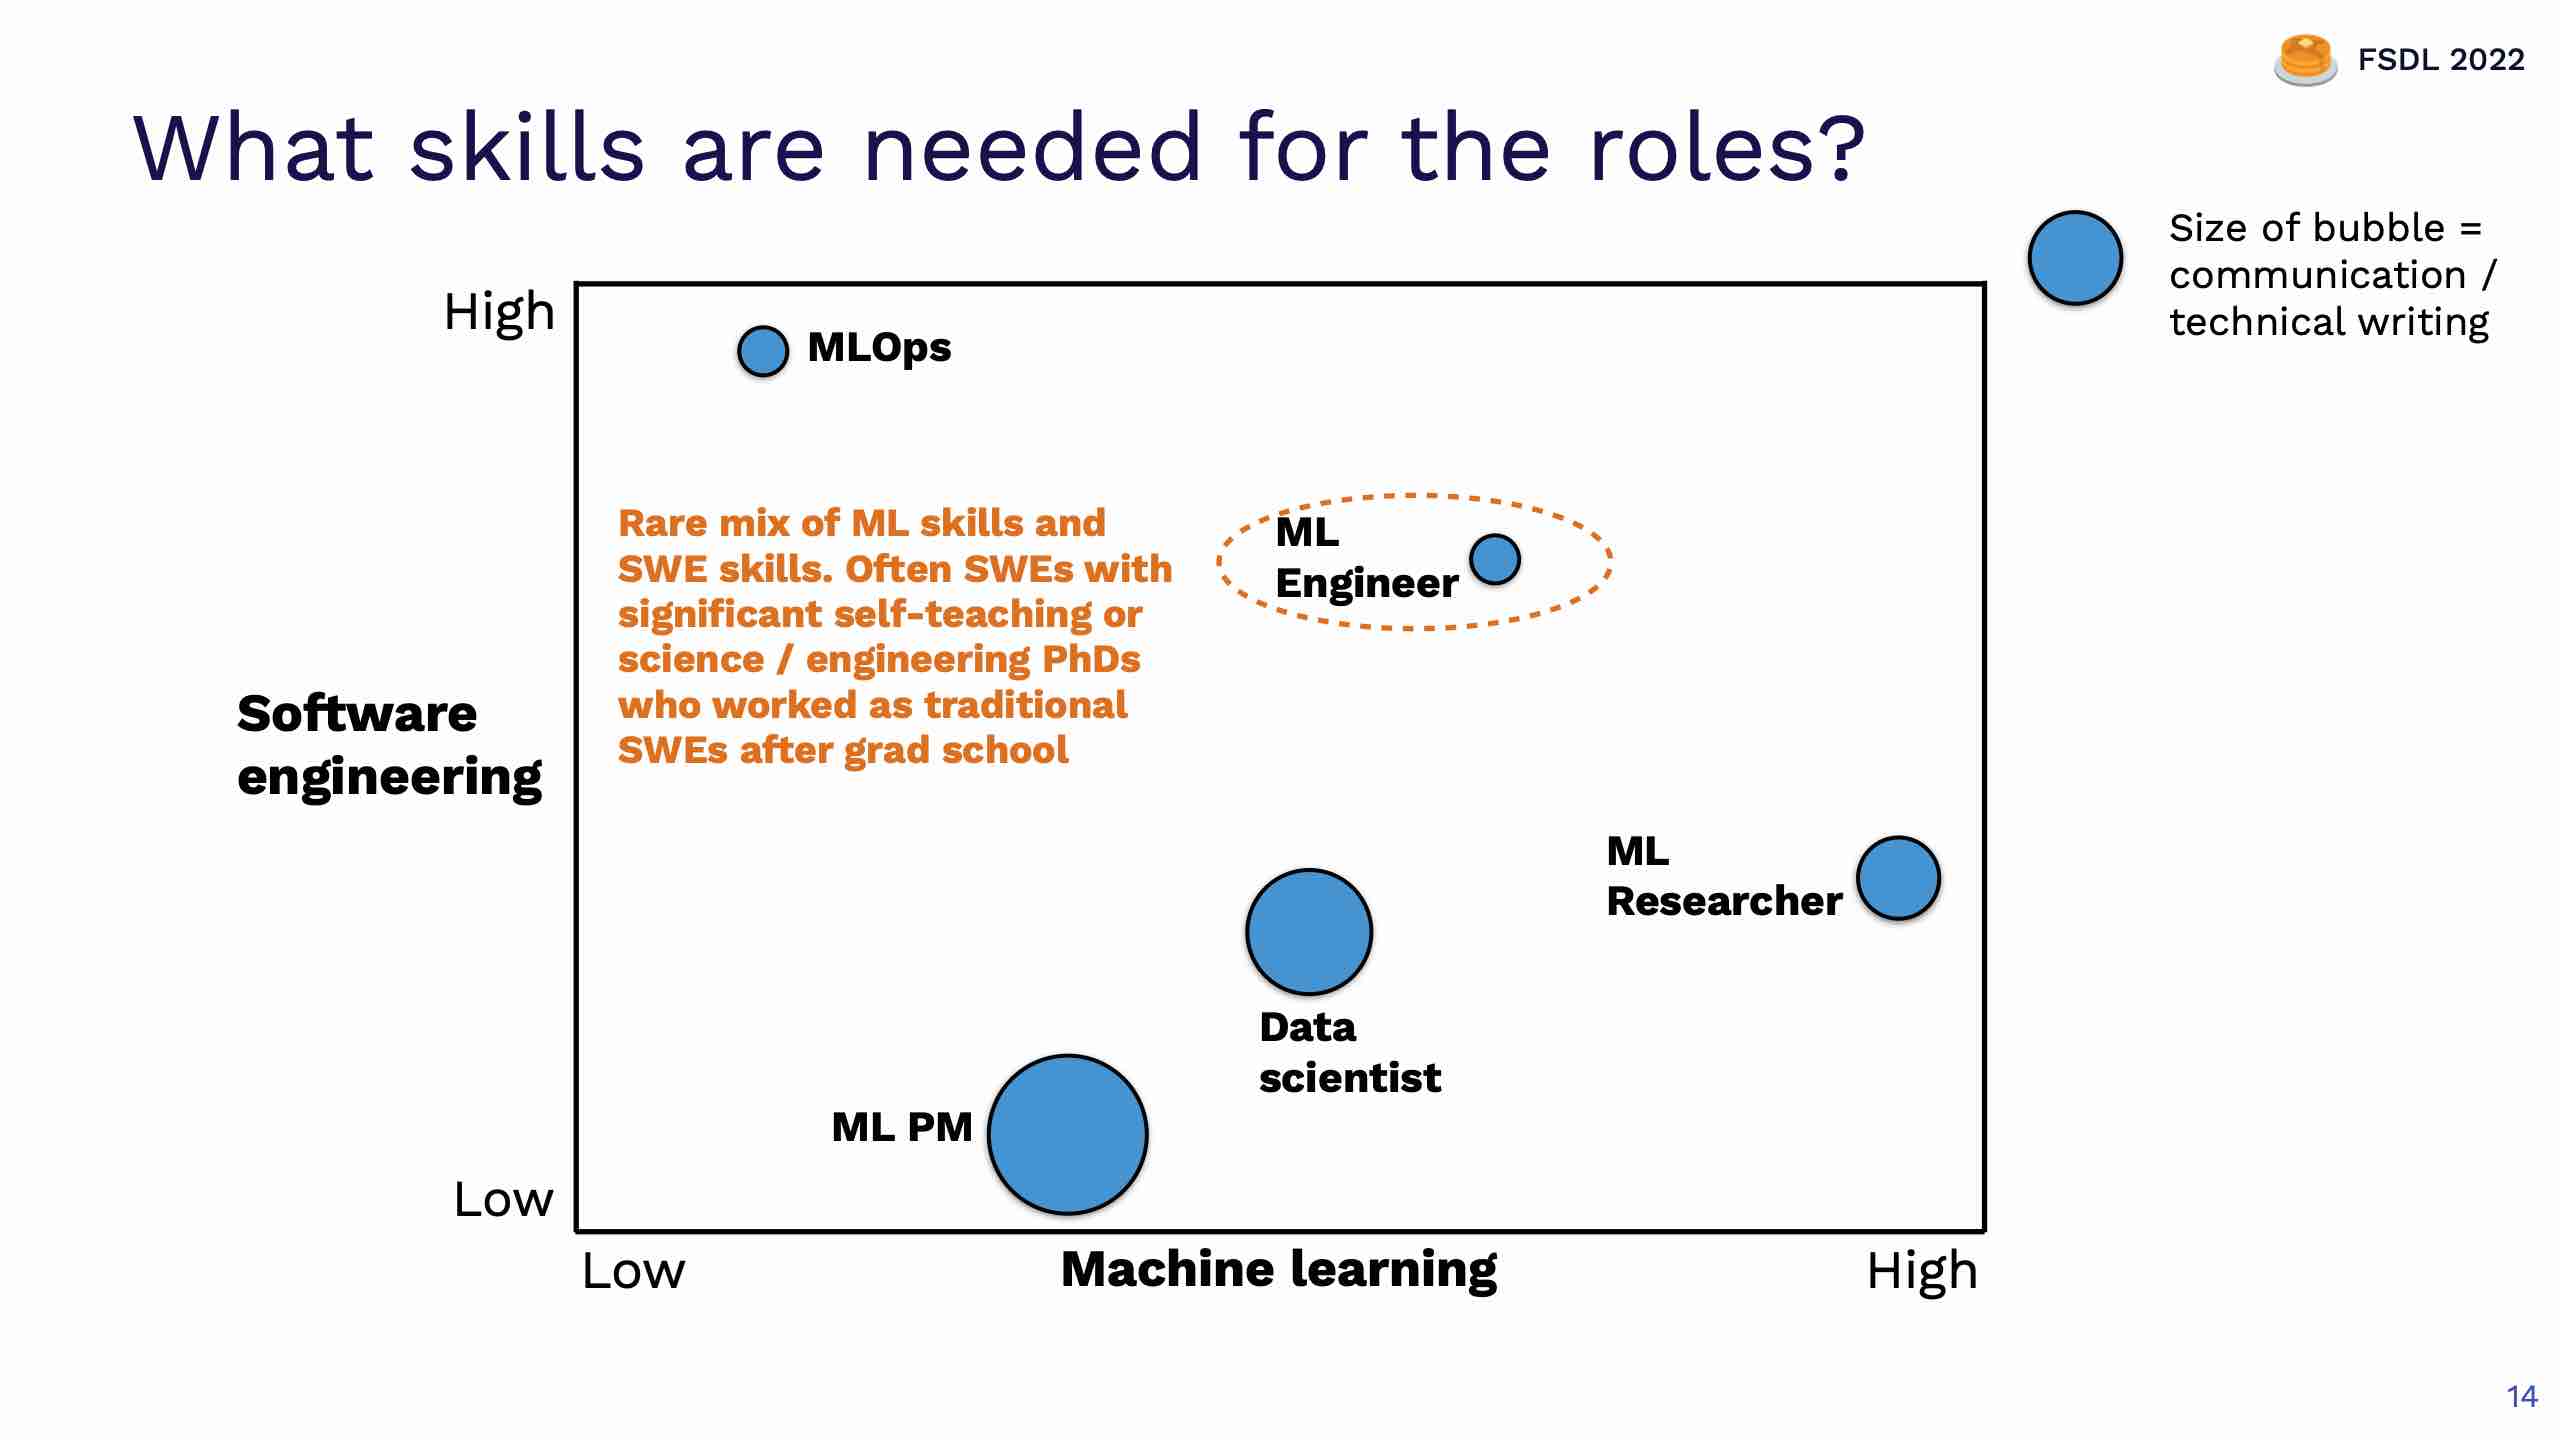 FSDL 2022
What skills are needed for the roles?
Size of bubble =
communication /
technical writing
High
MLOps
Rare mix of ML skills and
SWE skills. Often SWEs with
significant self-teaching or
science / engineering PhDs
who worked as traditional
SWEs after grad school
ML
Engineer
Software
engineering
ML
Researcher
Data
scientist
ML PM
Low
Low
Machine learning
High
14